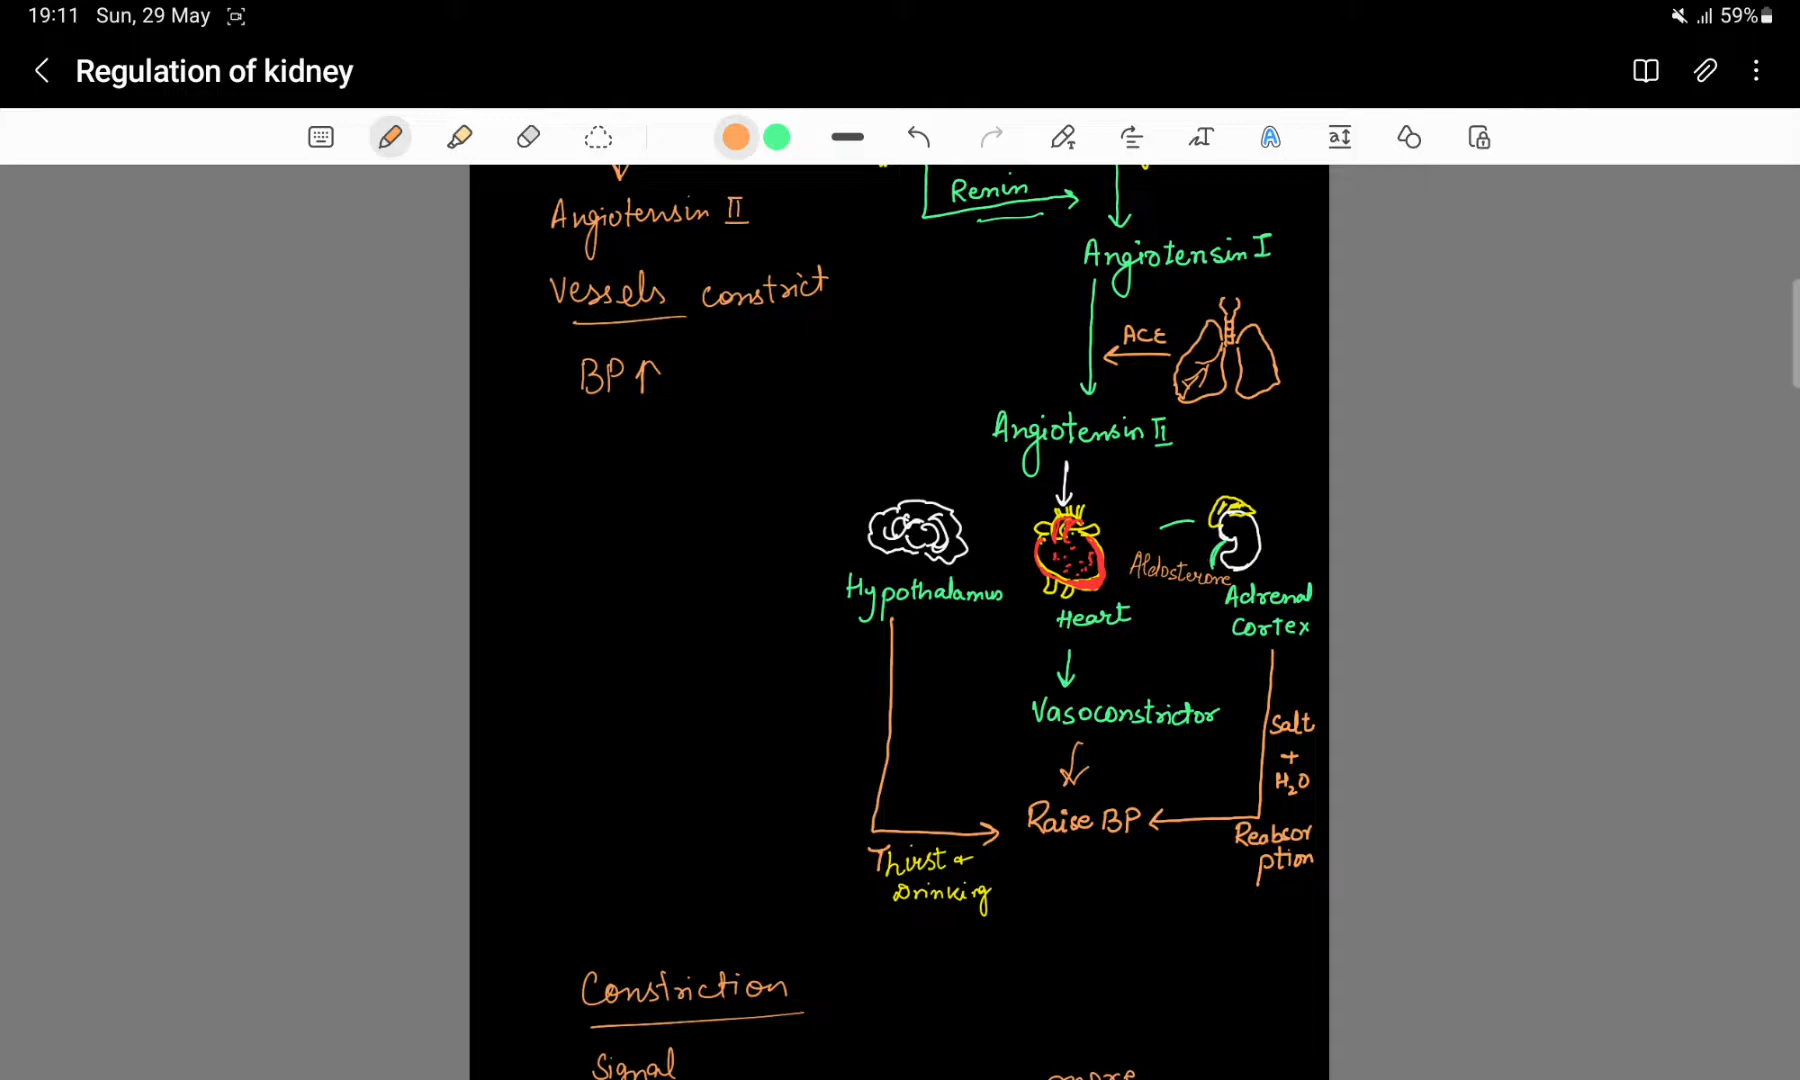 19:11 Sun, 29 May
59%
Regulation of kidney
Renin
Angiotensin II
Angiotensin I
Vessels constrict
ACE
BP↑
Angiotensin II
Aldosterone
Hypothalamus
Heart
Adrenal
Cortex
Vasoconstrictor
Salt
+
H₂O
Raise BP
Reabsor
ption
Thirst +
Drinking
Constriction
Signal
more